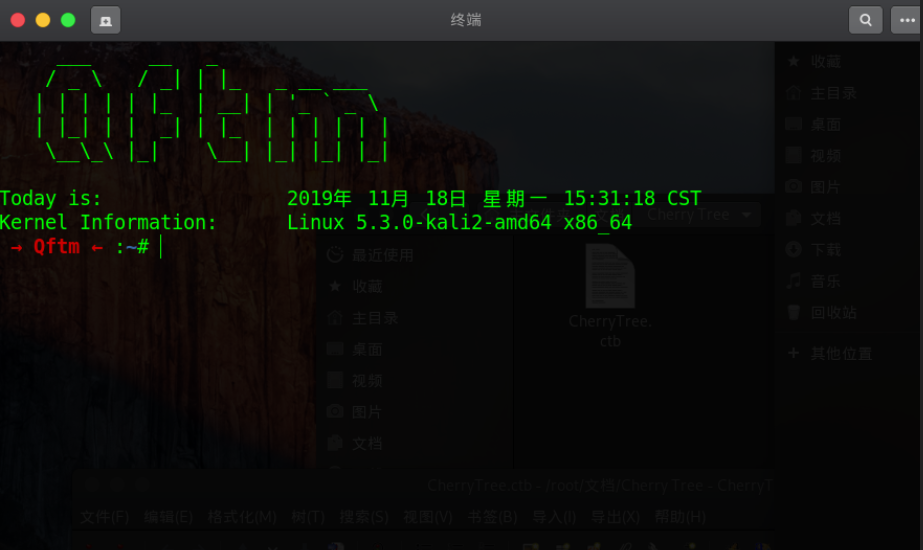 终端
Qftm
Today is: 2019年 11月 18日 星期一 15:31:18 CST
Kernel Information: Linux 5.3.0-kali2-amd64 x86_64
→ Qftm ← :~#
Cherry Tree
最近使用
收藏
主目录
桌面
视频
图片
文档
CherryTree.
ctb
收藏
主目录
桌面
视频
图片
文档
下载
音乐
回收站
+ 其他位置
CherryTree.ctb - /root/文档/Cherry Tree - CherryT
文件(F) 编辑(E) 格式化(M) 树(T) 搜索(S) 视图(V) 书签(B) 导入(I) 导出(X) 帮助(H)